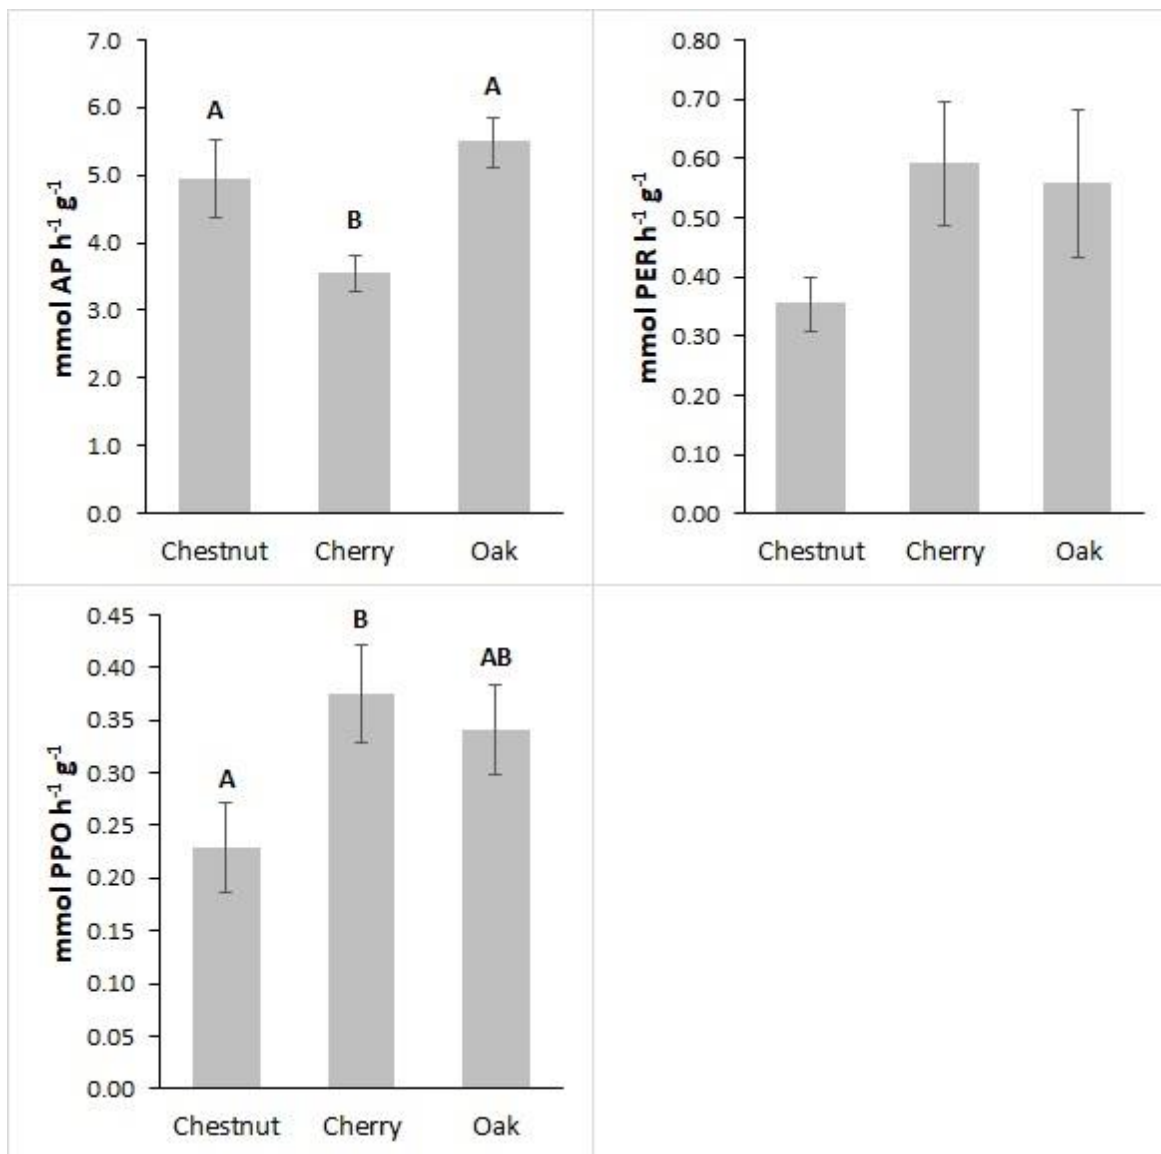 7.0
6.0
5.0
4.0
3.0
2.0
1.0
0.0
mmol AP h⁻¹ g⁻¹
A
B
A
Chestnut Cherry Oak
0.80
0.70
0.60
0.50
0.40
0.30
0.20
0.10
0.00
mmol PER h⁻¹ g⁻¹
Chestnut Cherry Oak
0.45
0.40
0.35
0.30
0.25
0.20
0.15
0.10
0.05
0.00
mmol PPO h⁻¹ g⁻¹
A
B
AB
Chestnut Cherry Oak